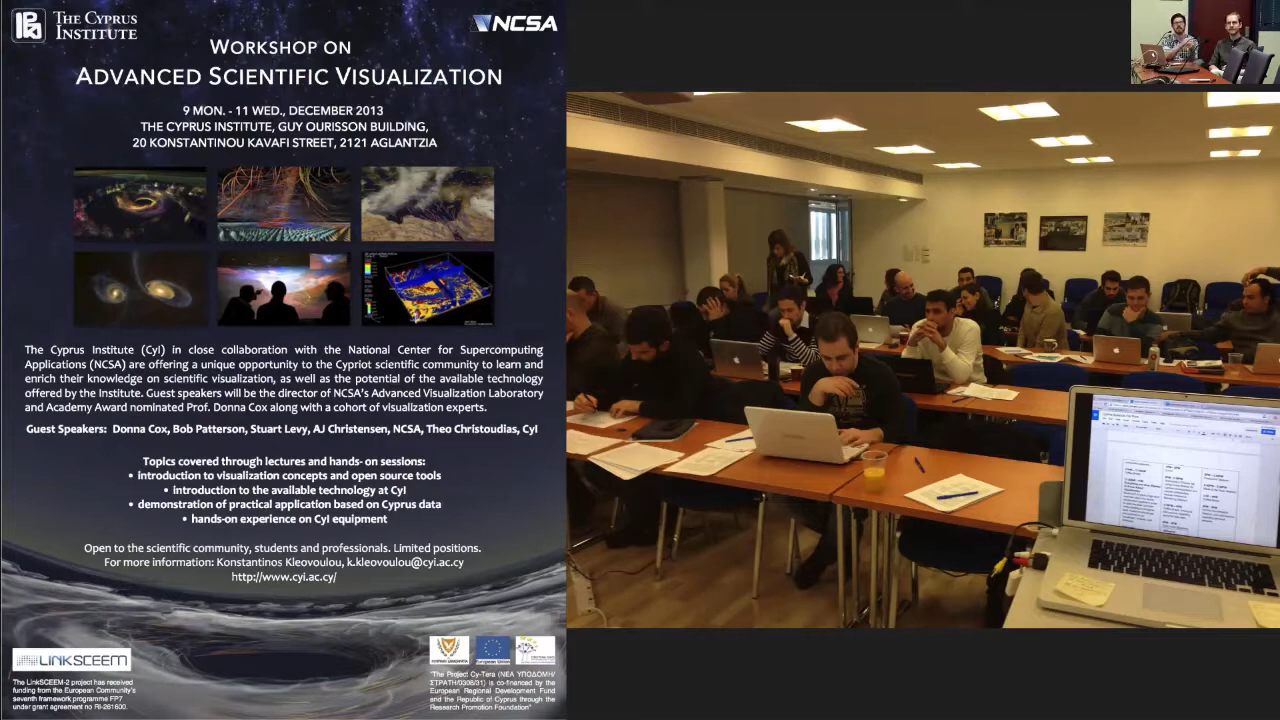 THE CYPRUS
INSTITUTE
NCSA
WORKSHOP ON
ADVANCED SCIENTIFIC VISUALIZATION
9 MON. - 11 WED., DECEMBER 2013
THE CYPRUS INSTITUTE, GUY OURISSON BUILDING,
20 KONSTANTINOU KAVAFI STREET, 2121 AGLANTZIA
The Cyprus Institute (CyI) in close collaboration with the National Center for Supercomputing
Applications (NCSA) are offering a unique opportunity to the Cypriot scientific community to learn and
enrich their knowledge on scientific visualization, as well as the potential of the available technology
offered by the Institute. Guest speakers will be the director of NCSA's Advanced Visualization Laboratory
and Academy Award nominated Prof. Donna Cox along with a cohort of visualization experts.
Guest Speakers: Donna Cox, Bob Patterson, Stuart Levy, AJ Christensen, NCSA, Theo Christoudias, CyI
Topics covered through lectures and hands-on sessions:
• introduction to visualization concepts and open source tools
• introduction to the available technology at CyI
• demonstration of practical application based on Cyprus data
• hands-on experience on CyI equipment
Open to the scientific community, students and professionals. Limited positions.
For more information: Konstantinos Kleovoulou, k.kleovoulou@cyi.ac.cy
http://www.cyi.ac.cy/
LINKSCEEM
The LinkSCEEM-2 project has received
funding from the European Community's
seventh framework programme FP7
under grant agreement no RI-261600.
European Union
"The Project Cy-Tera (ΝΕΑ ΥΠΟΔΟΜΗ/
ΣΤΡΑΤΗ/0308/31) is co-financed by the
European Regional Development Fund
and the Republic of Cyprus through the
Research Promotion Foundation"